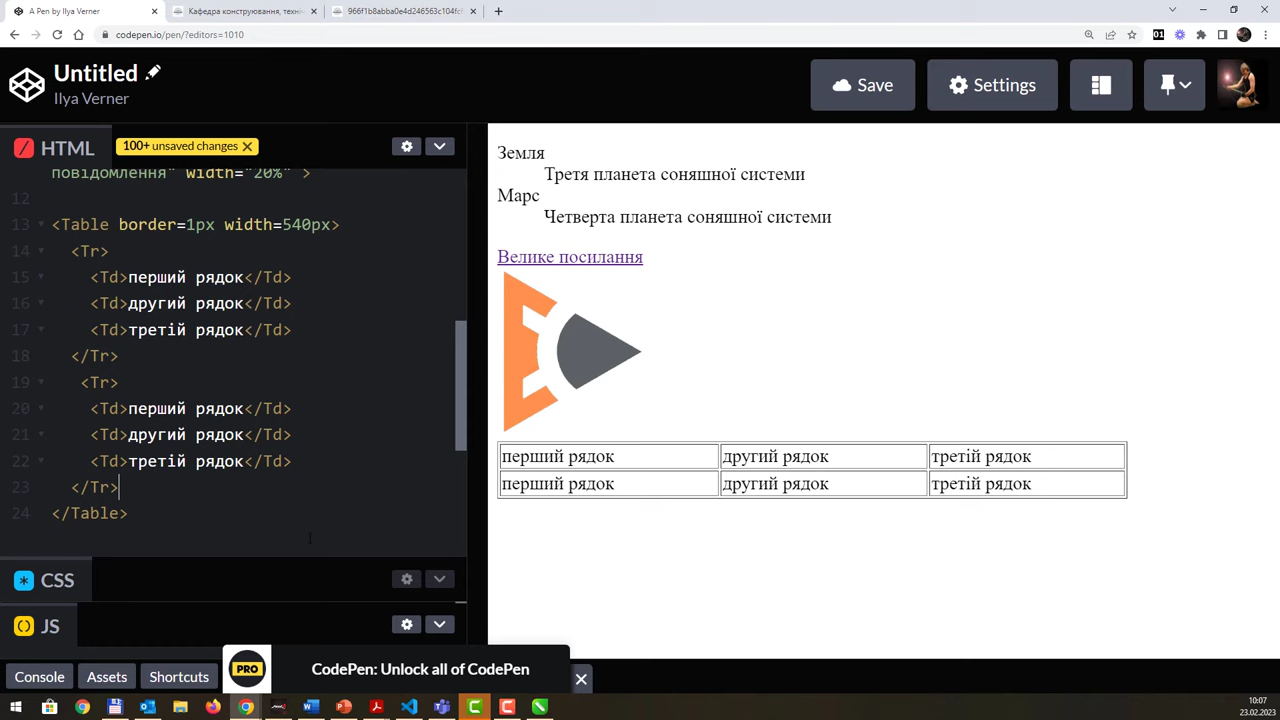 A Pen by Ilya Verner
Кафедра конструювання, техніч
966f1b8abba0e4d246563c104fcf
codepen.io/pen/?editors=1010
01
Untitled
Ilya Verner
Save
Settings
HTML
100+ unsaved changes
повідомлення" width="20%" >
12
13 <Table border=1px width=540px>
14 <Tr>
15 <Td>перший рядок</Td>
16 <Td>другий рядок</Td>
17 <Td>третій рядок</Td>
18 </Tr>
19 <Tr>
20 <Td>перший рядок</Td>
21 <Td>другий рядок</Td>
22 <Td>третій рядок</Td>
23 </Tr>
24 </Table>
CSS
JS
Земля
Третя планета соняшної системи
Марс
Четверта планета соняшної системи
Велике посилання
перший рядок другий рядок третій рядок
перший рядок другий рядок третій рядок
Console
Assets
Shortcuts
PRO
CodePen: Unlock all of CodePen
10:07
23.02.2023